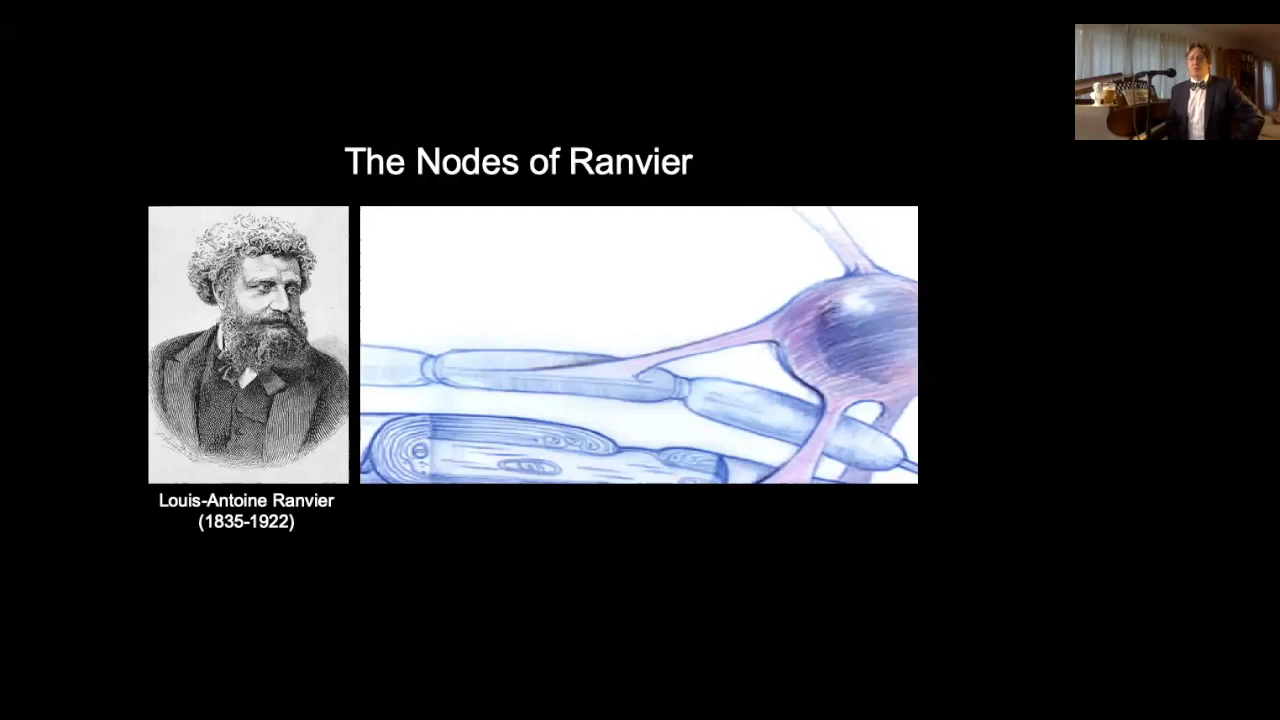 The Nodes of Ranvier
Louis-Antoine Ranvier
(1835-1922)